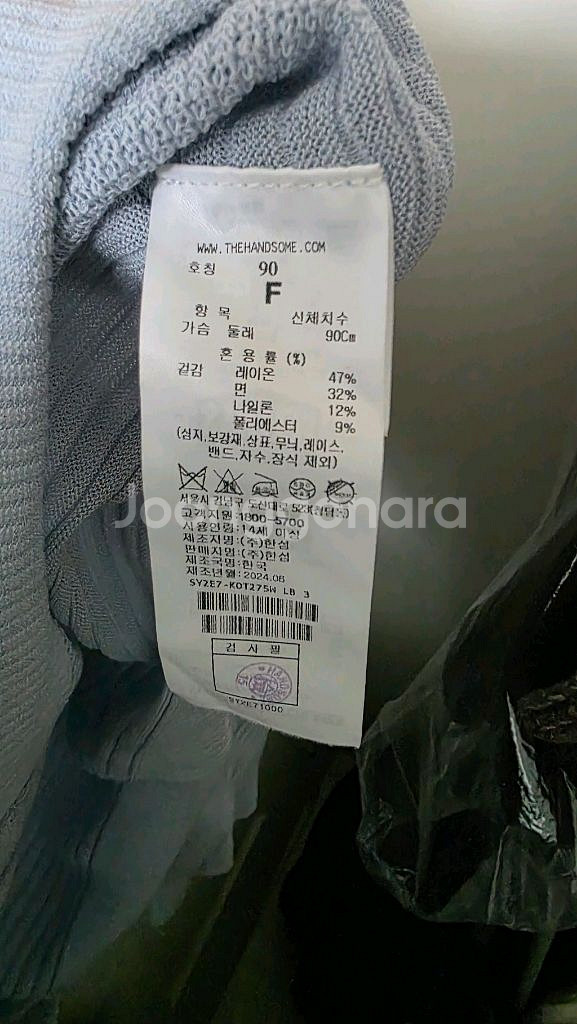 WWW.THEHANDSOME.COM
호칭 90
F
항 목 신체치수
가슴 둘레 90Cm
혼 용 률 (%)
겉감 레이온 47%
면 32%
나일론 12%
폴리에스터 9%
(심지,보강재,상표,무늬,레이스,
밴드,자수,장식 제외)
서울시 강남구 도산대로 523(청담동)
Joonggonara
고객지원:1800-5700
사용연령:14세 이상
제조자명:(주)한섬
판매자명:(주)한섬
제조국명:한국
제조년월:2024.06
SY2E7-KOT275W LB 3
검 사 필
SY2E71000